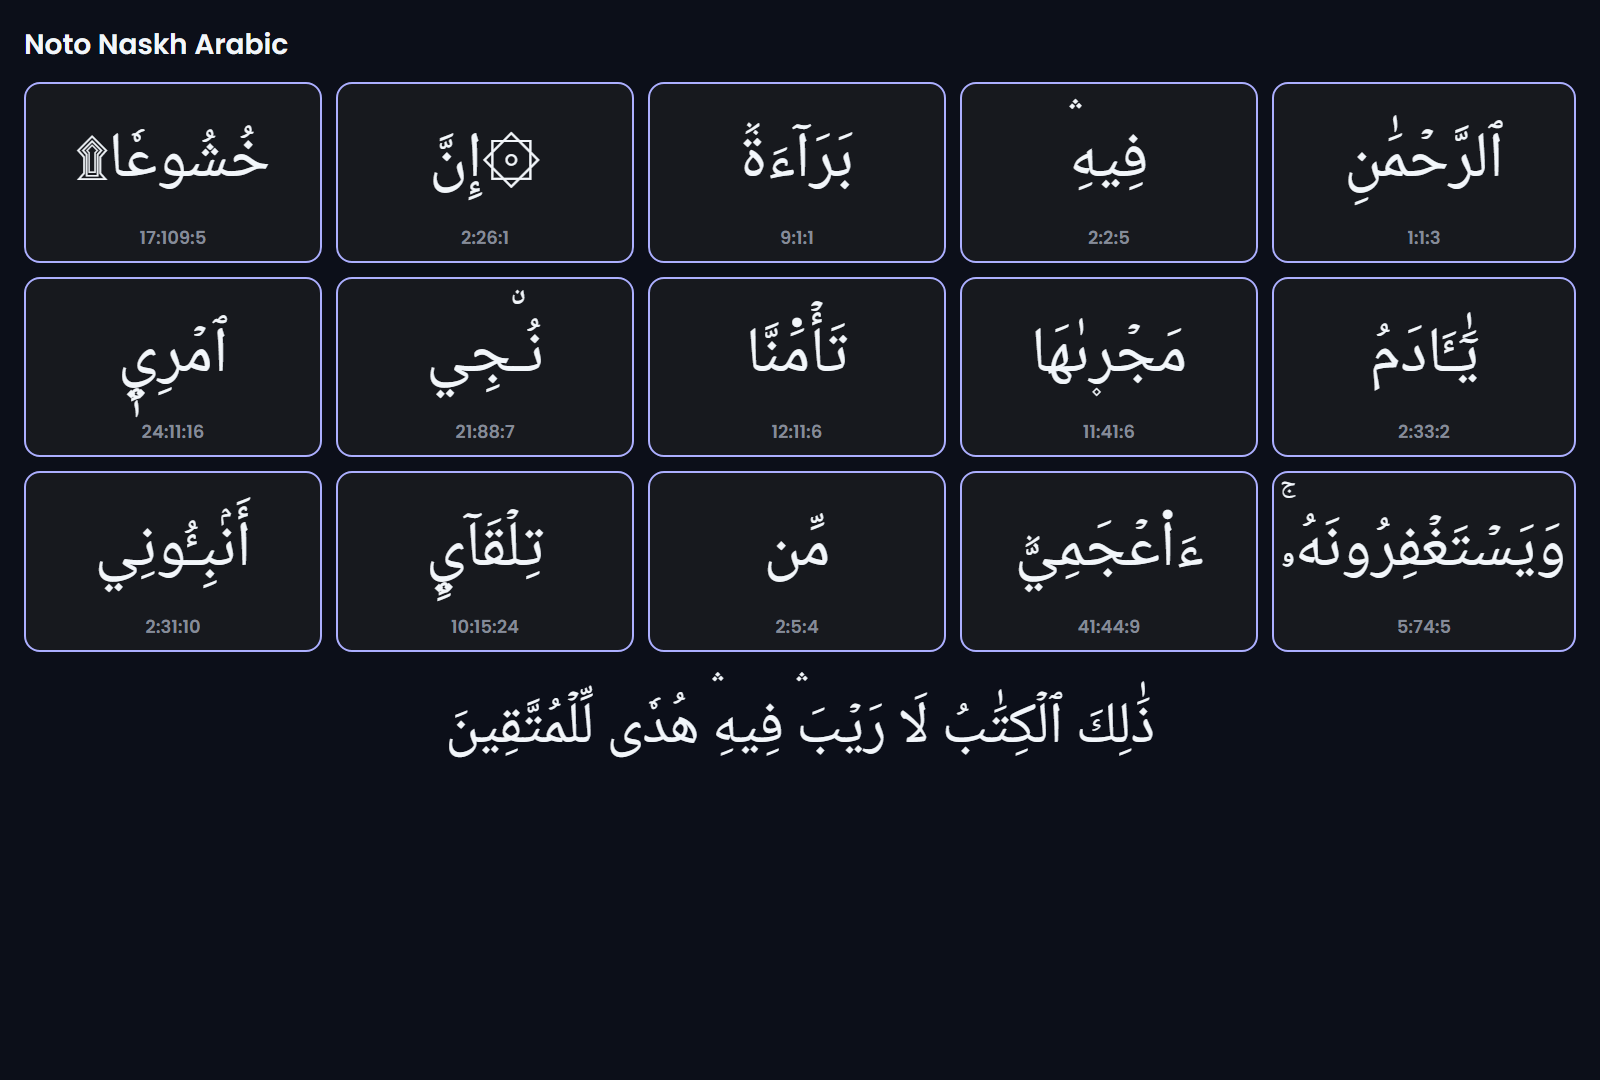 Noto Naskh Arabic
ٱلرَّحۡمَٰنِ
1:1:3
فِيهِۛ
2:2:5
بَرَآءَةٞ
9:1:1
۞إِنَّ
2:26:1
خُشُوعٗا۩
17:109:5
يَٰٓـَٔادَمُ
2:33:2
مَجۡرٜىٰهَا
11:41:6
تَأۡمَ۬نَّا
12:11:6
نُـۨجِي
21:88:7
ٱمۡرِيٕٖ
24:11:16
وَيَسۡتَغۡفِرُونَهُۥۚ
5:74:5
ءَا۬عۡجَمِيّٞ
41:44:9
مِّن
2:5:4
تِلۡقَآيِٕ
10:15:24
أَنۢبِـُٔونِي
2:31:10
ذَٰلِكَ ٱلۡكِتَٰبُ لَا رَيۡبَۛ فِيهِۛ هُدٗى لِّلۡمُتَّقِينَ